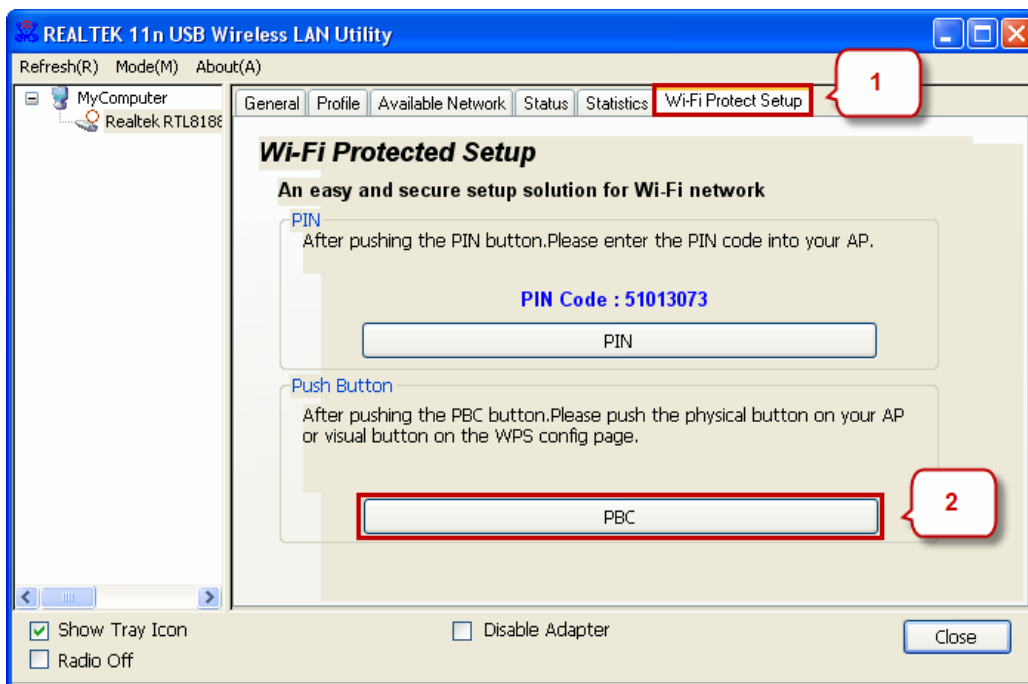 REALTEK 11n USB Wireless LAN Utility
Refresh(R) Mode(M) About(A)
MyComputer
Realtek RTL8188
General Profile Available Network Status Statistics Wi-Fi Protect Setup
1
Wi-Fi Protected Setup
An easy and secure setup solution for Wi-Fi network
PIN
After pushing the PIN button.Please enter the PIN code into your AP.
PIN Code : 51013073
PIN
Push Button
After pushing the PBC button.Please push the physical button on your AP
or visual button on the WPS config page.
PBC
2
Show Tray Icon
Disable Adapter
Close
Radio Off